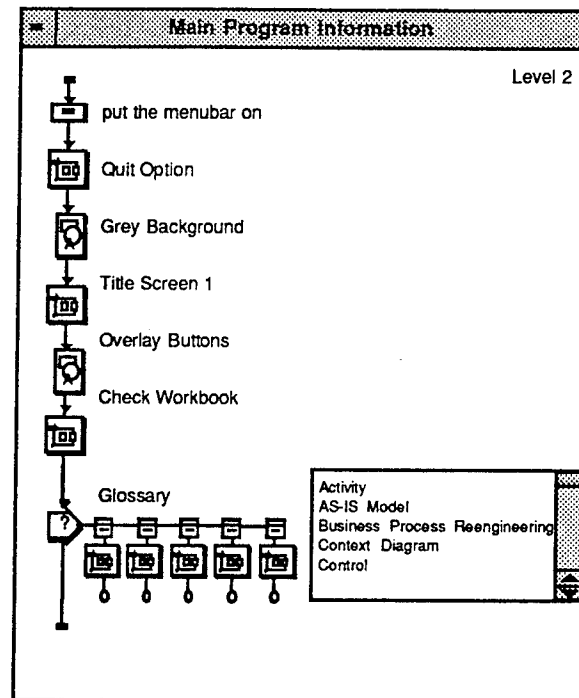 Main Program Information
Level 2
put the menubar on
Quit Option
Grey Background
Title Screen 1
Overlay Buttons
Check Workbook
Glossary
?
Activity
AS-IS Model
Business Process Reengineering
Context Diagram
Control